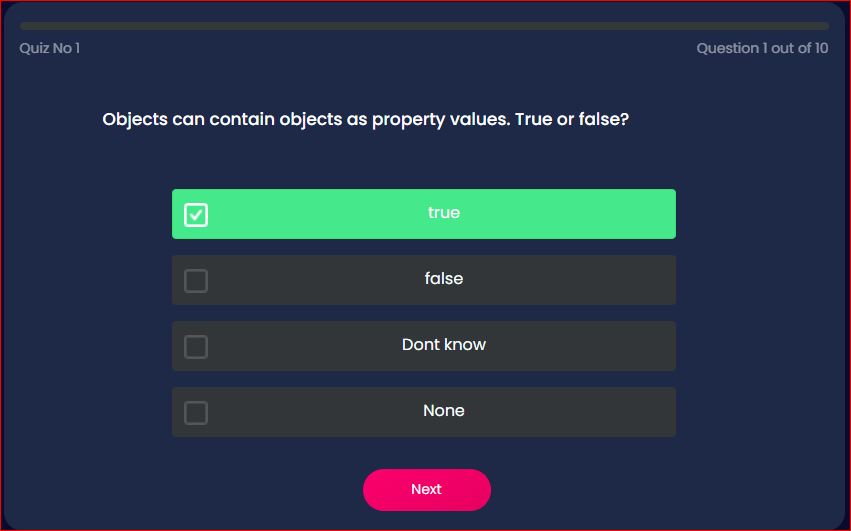 Quiz No 1
Question 1 out of 10
Objects can contain objects as property values. True or false?
true
false
Dont know
None
Next